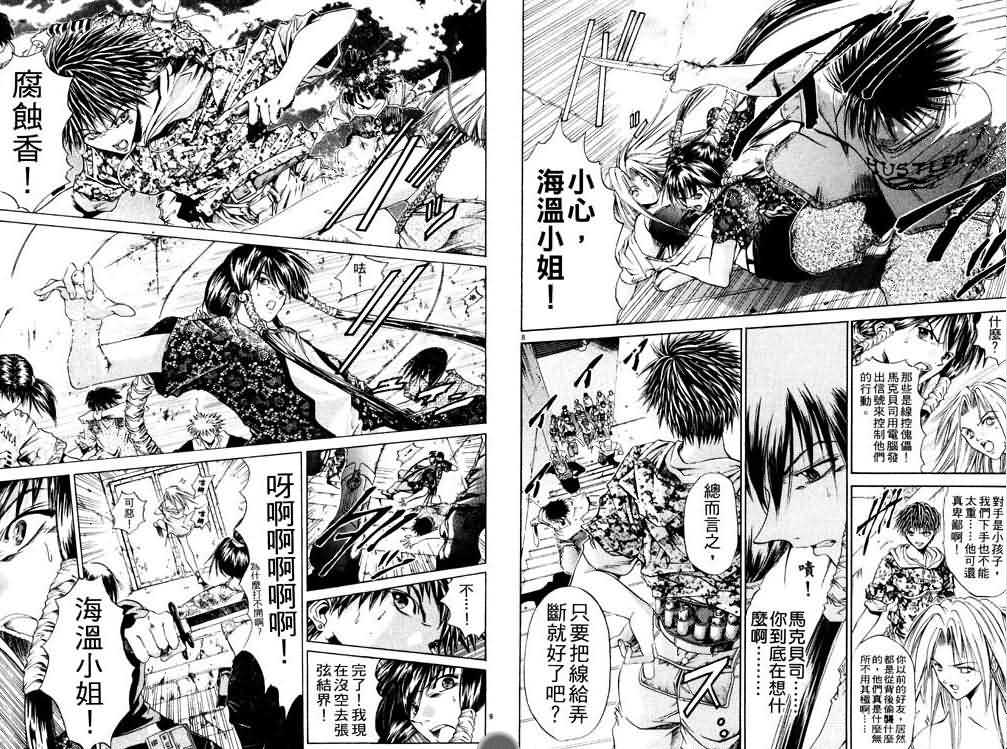 小心，
海溫小姐！
HUSTLER
什麼？
那些是線控傀儡！
馬克貝司用電腦發
出信號來控制他們
的行動。
對手是小孩子，
我們下手也不能
太重……他可還
真卑鄙啊！
你以前的好友，居然
都是從背後偷襲什麼
的，他們真是什麼無
所不用其極啊……
嘖！
馬克貝司……
你到底在想什
麼啊……
總而言之，
只要把線給弄
斷就好了吧？
8
腐蝕香！
呿！
不……
完了！我現
在沒空去張
弦結界！
呀啊啊啊啊啊！
為什麼打不開啊？
可惡！
海溫小姐！
9